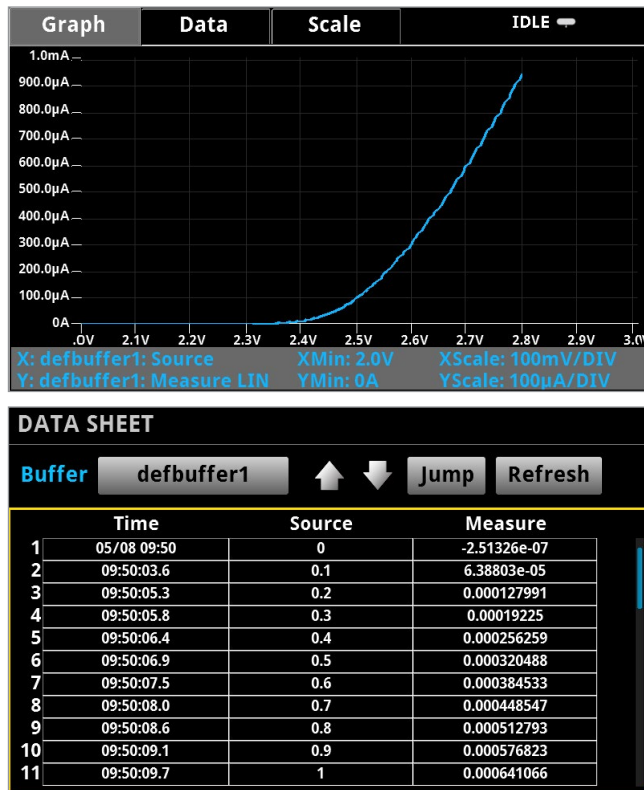 Graph Data Scale IDLE
1.0mA
900.0µA
800.0µA
700.0µA
600.0µA
500.0µA
400.0µA
300.0µA
200.0µA
100.0µA
0A
.0V 2.1V 2.2V 2.3V 2.4V 2.5V 2.6V 2.7V 2.8V 2.9V 3.0V
X: defbuffer1: Source XMin: 2.0V XScale: 100mV/DIV
Y: defbuffer1: Measure LIN YMin: 0A YScale: 100µA/DIV
DATA SHEET
Buffer defbuffer1 Jump Refresh
Time Source Measure
1 05/08 09:50 0 -2.51326e-07
2 09:50:03.6 0.1 6.38803e-05
3 09:50:05.3 0.2 0.000127991
4 09:50:05.8 0.3 0.00019225
5 09:50:06.4 0.4 0.000256259
6 09:50:06.9 0.5 0.000320488
7 09:50:07.5 0.6 0.000384533
8 09:50:08.0 0.7 0.000448547
9 09:50:08.6 0.8 0.000512793
10 09:50:09.1 0.9 0.000576823
11 09:50:09.7 1 0.000641066